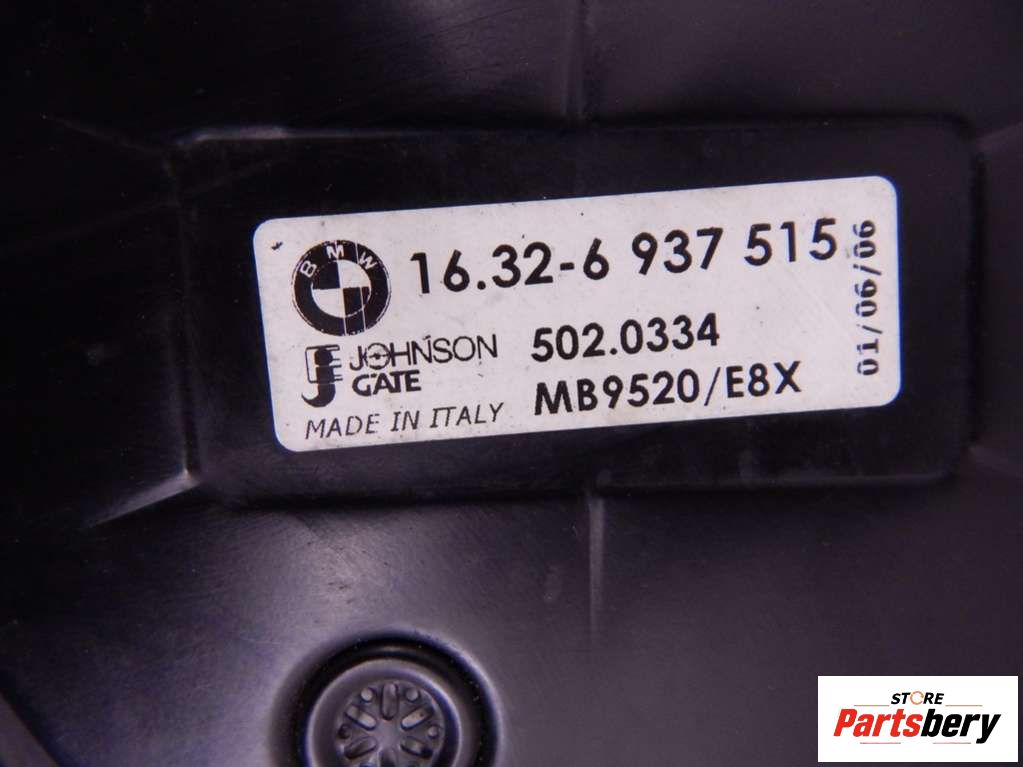 BMW
16.32-6 937 515
01/06/06
JOHNSON
GATE
502.0334
MADE IN ITALY
MB9520/E8X
STORE
Partsbery